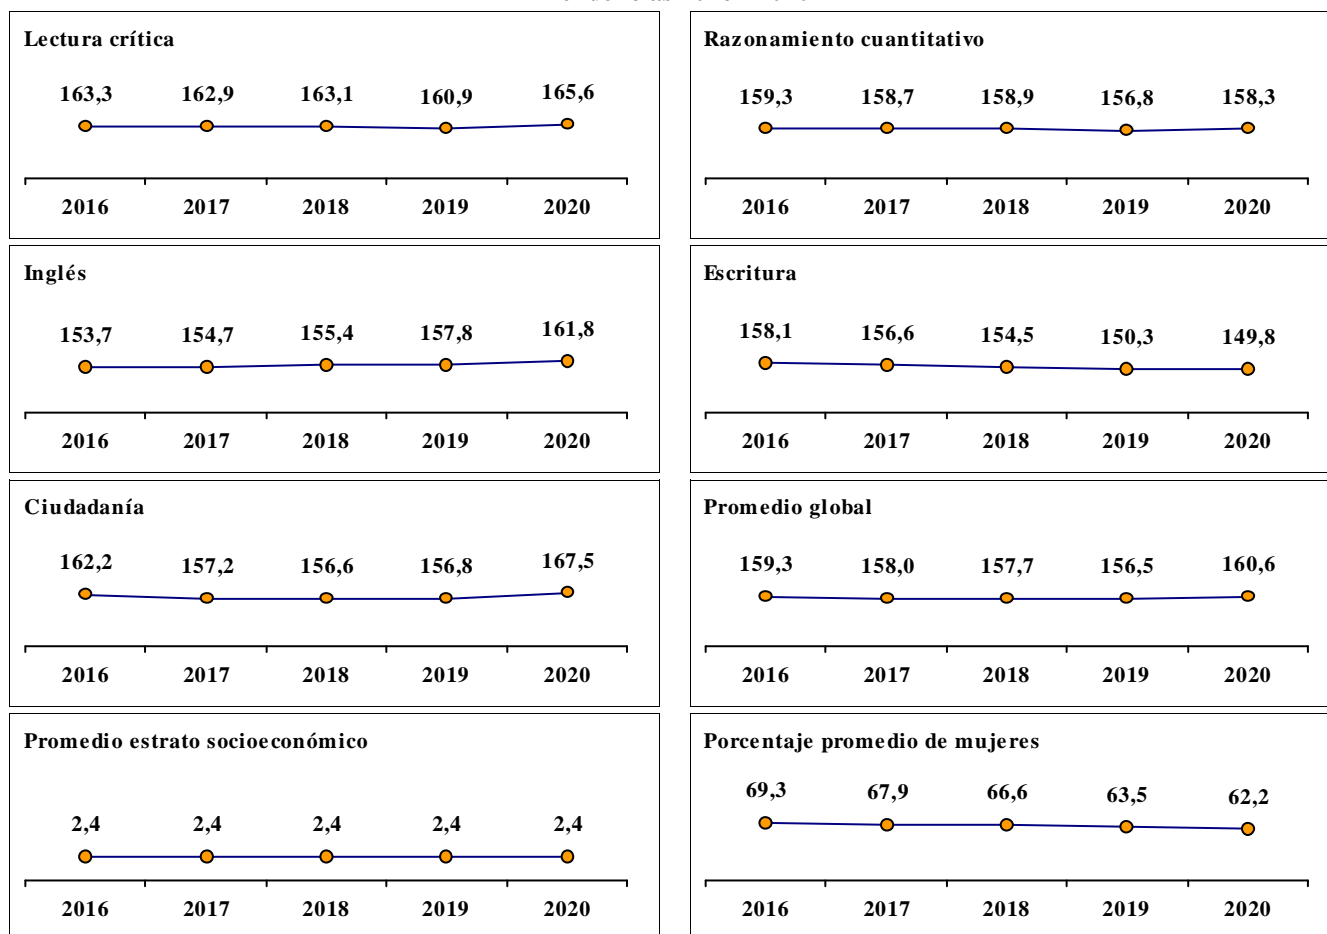 Lectura crítica
163,3 162,9 163,1 160,9 165,6
2016 2017 2018 2019 2020
Razonamiento cuantitativo
159,3 158,7 158,9 156,8 158,3
2016 2017 2018 2019 2020
Inglés
153,7 154,7 155,4 157,8 161,8
2016 2017 2018 2019 2020
Escritura
158,1 156,6 154,5 150,3 149,8
2016 2017 2018 2019 2020
Ciudadanía
162,2 157,2 156,6 156,8 167,5
2016 2017 2018 2019 2020
Promedio global
159,3 158,0 157,7 156,5 160,6
2016 2017 2018 2019 2020
Promedio estrato socioeconómico
2,4 2,4 2,4 2,4 2,4
2016 2017 2018 2019 2020
Porcentaje promedio de mujeres
69,3 67,9 66,6 63,5 62,2
2016 2017 2018 2019 2020